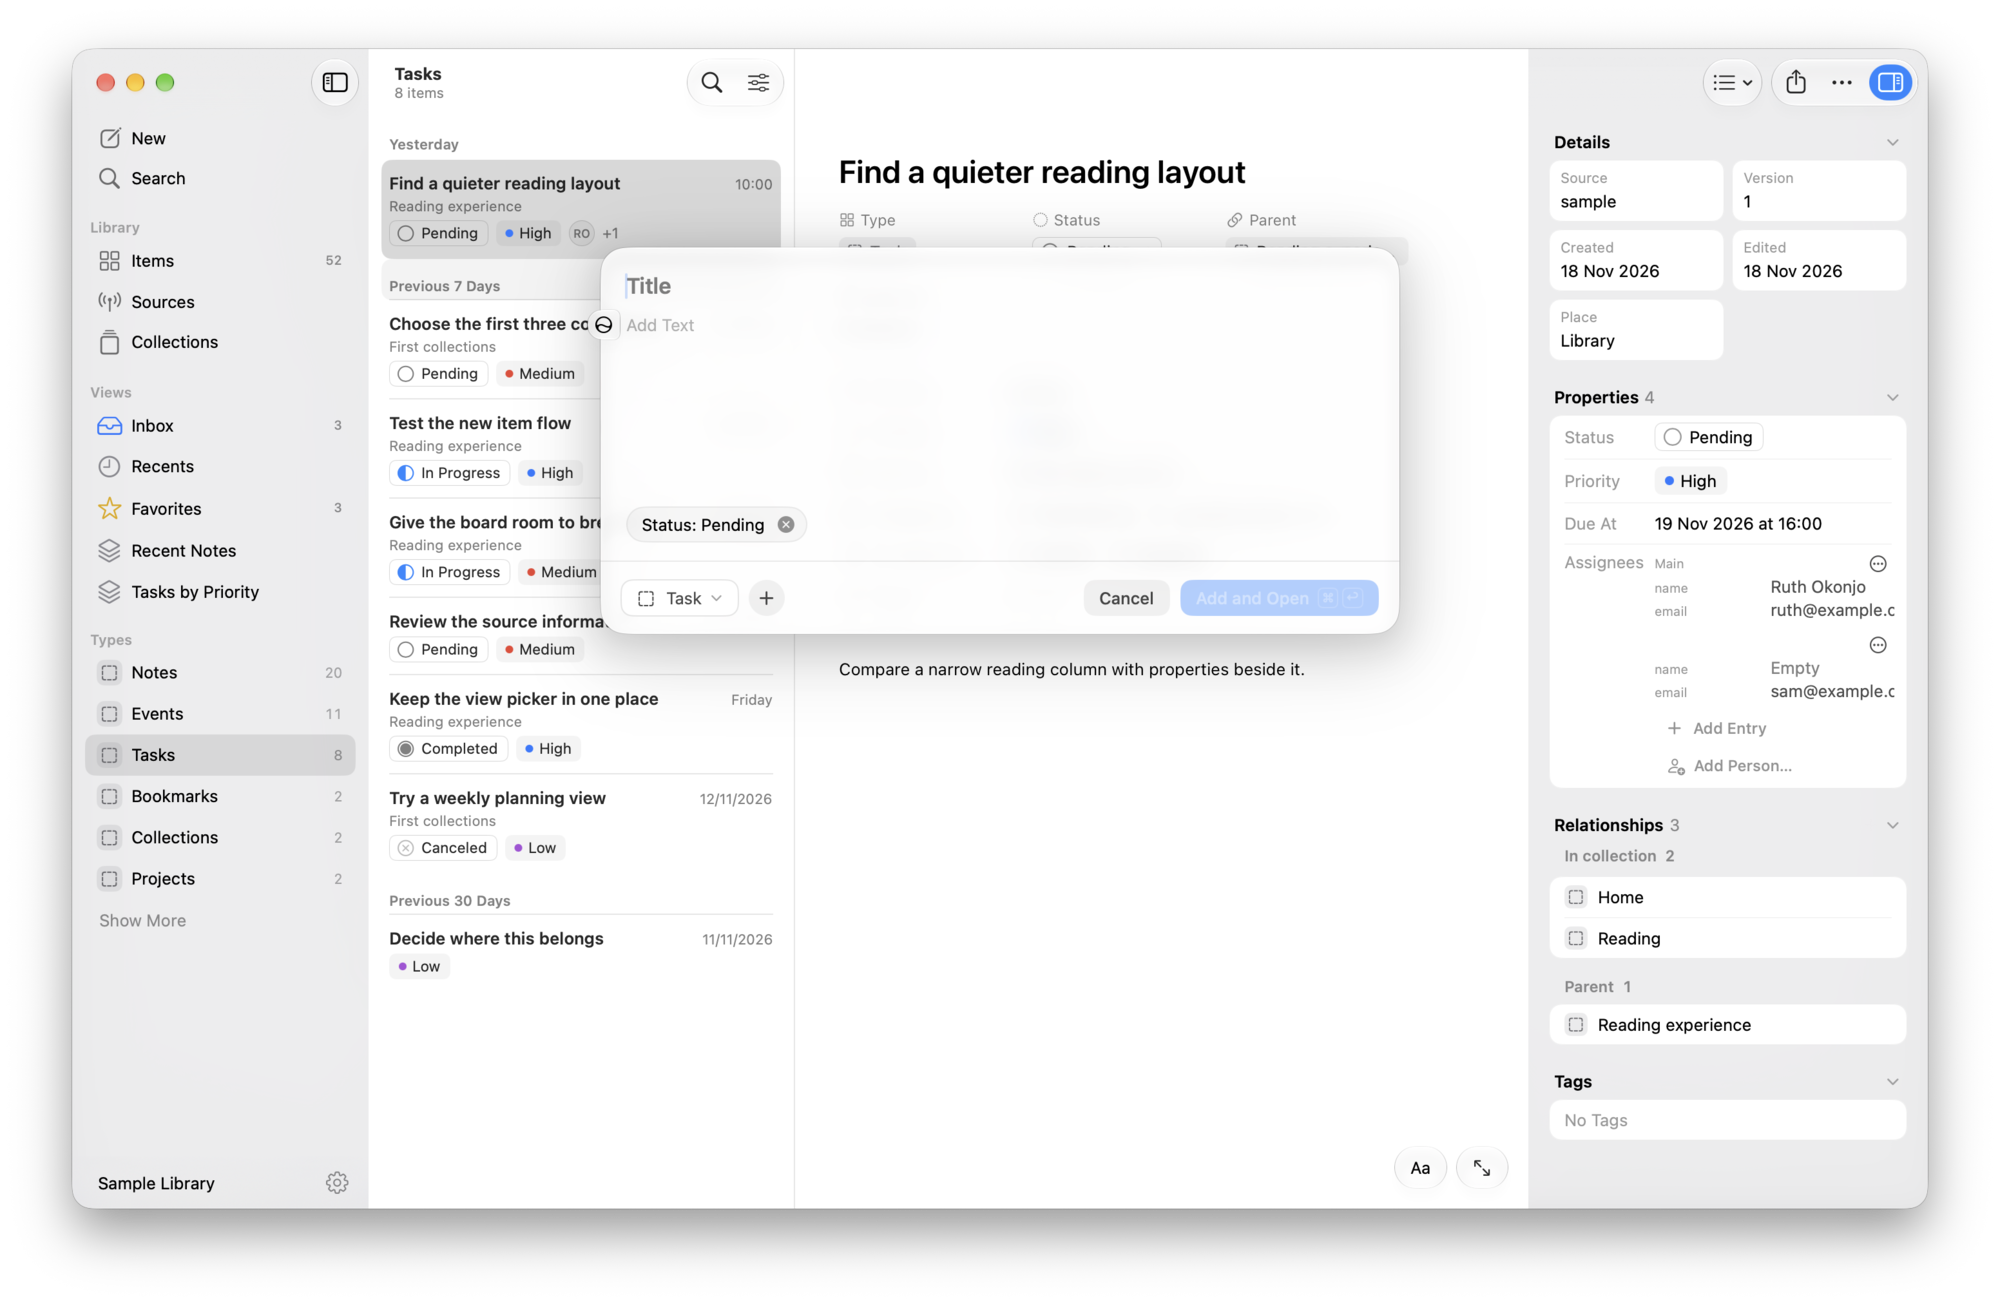 New
Search
Library
Items 52
Sources
Collections
Views
Inbox 3
Recents
Favorites 3
Recent Notes
Tasks by Priority
Types
Notes 20
Events 11
Tasks 8
Bookmarks 2
Collections 2
Projects 2
Show More
Sample Library
Tasks
8 items
Yesterday
Find a quieter reading layout 10:00
Reading experience
Pending High RO +1
Previous 7 Days
Choose the first three
First collections
Pending Medium
Test the new item flow
Reading experience
In Progress High
Give the board room to
Reading experience
In Progress Medium
Review the source
Pending Medium
Keep the view picker in one place Friday
Reading experience
Completed High
Try a weekly planning view 12/11/2026
First collections
Canceled Low
Previous 30 Days
Decide where this belongs 11/11/2026
Low
Find a quieter reading layout
Type Status Parent
Title
Add Text
Status: Pending
Task Cancel Add and Open
Compare a narrow reading column with properties beside it.
Aa
Details
Source
sample
Version
1
Created
18 Nov 2026
Edited
18 Nov 2026
Place
Library
Properties 4
Status Pending
Priority High
Due At 19 Nov 2026 at 16:00
Assignees Main
name Ruth Okonjo
email ruth@example.c
name Empty
email sam@example.c
Add Entry
Add Person...
Relationships 3
In collection 2
Home
Reading
Parent 1
Reading experience
Tags
No Tags